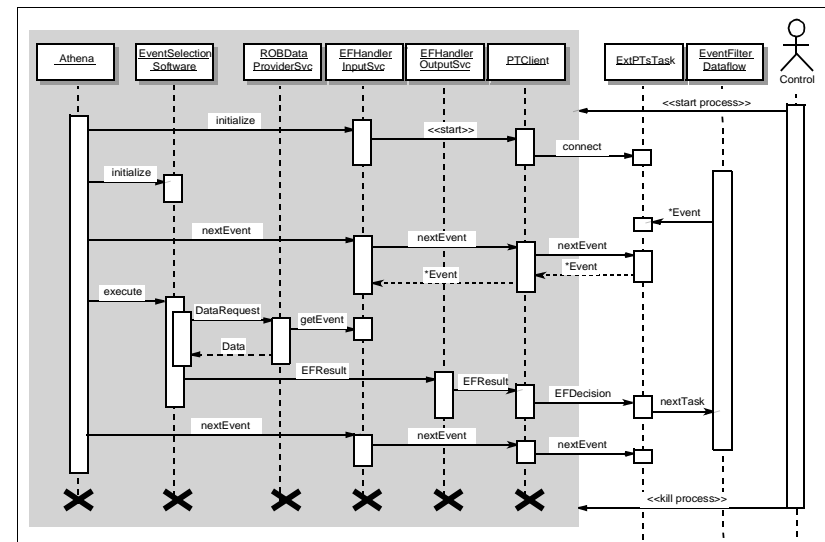 Athena
EventSelection
Software
ROBData
ProviderSvc
EFHandler
InputSvc
EFHandler
OutputSvc
PTClient
ExtPTsTask
EventFilter
Dataflow
Control
<<start process>>
initialize
<<start>>
connect
initialize
*Event
nextEvent
nextEvent
nextEvent
*Event
*Event
execute
DataRequest
getEvent
Data
EFResult
EFResult
EFDecision
nextTask
nextEvent
nextEvent
nextEvent
<<kill process>>